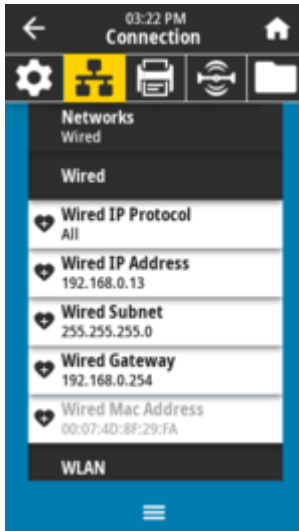 03:22 PM
Connection
Networks
Wired
Wired
Wired IP Protocol
All
Wired IP Address
192.168.0.13
Wired Subnet
255.255.255.0
Wired Gateway
192.168.0.254
Wired Mac Address
00:07:4D:8F:29:FA
WLAN